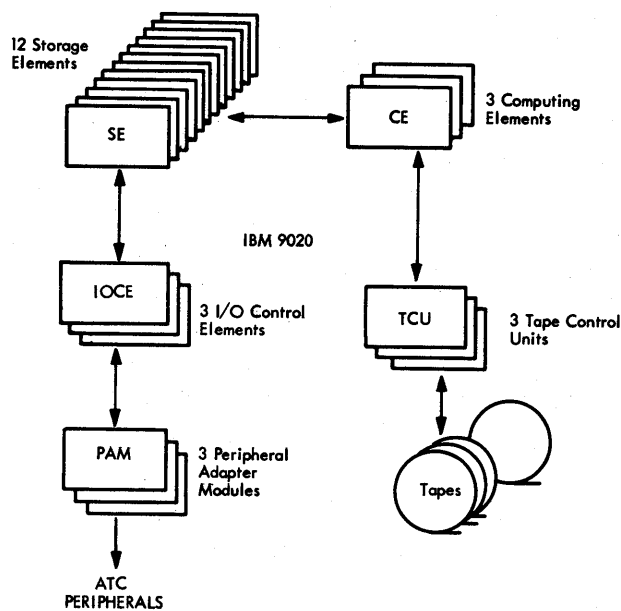 12 Storage
Elements
SE
CE
3 Computing
Elements
IBM 9020
IOCE
3 I/O Control
Elements
TCU
3 Tape Control
Units
PAM
3 Peripheral
Adapter
Modules
Tapes
ATC
PERIPHERALS